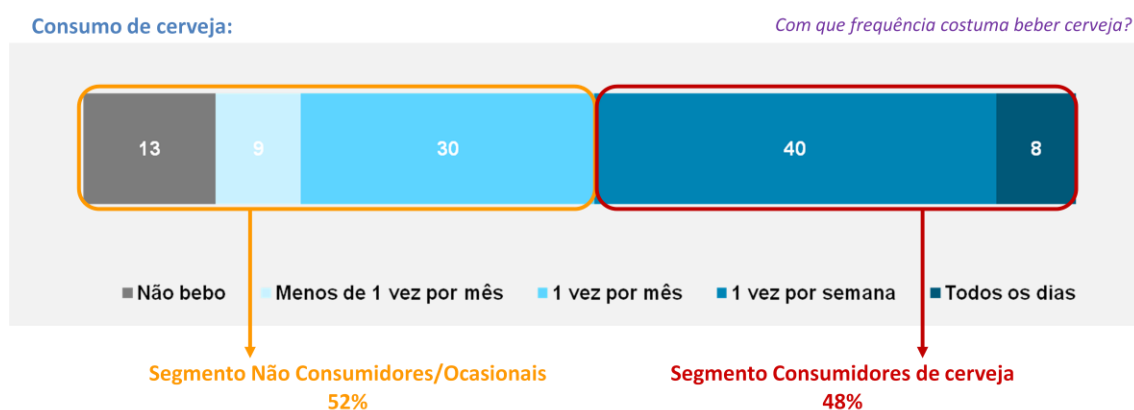 Consumo de cerveja:
Com que frequência costuma beber cerveja?
13 9 30 40 8
Não bebo Menos de 1 vez por mês 1 vez por mês 1 vez por semana Todos os dias
Segmento Não Consumidores/Ocasionais
52%
Segmento Consumidores de cerveja
48%